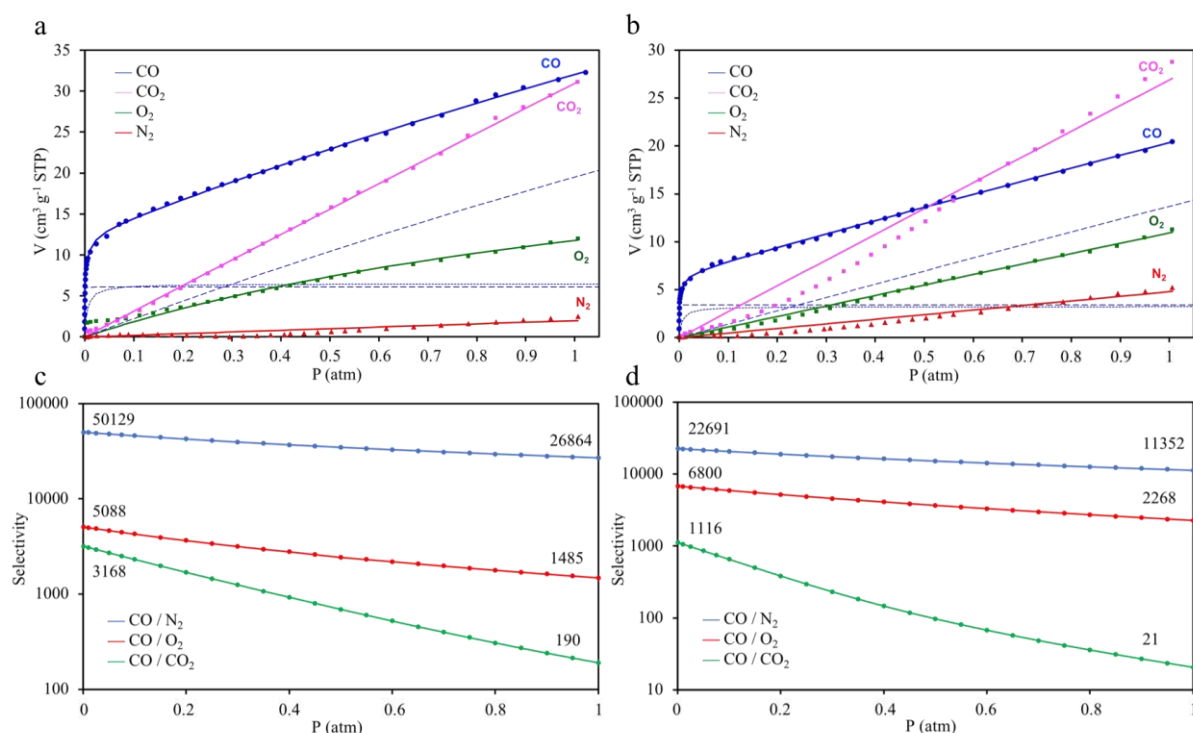 a
35
30
25
20
15
10
5
0
V (cm³ g⁻¹ STP)
CO
CO₂
O₂
N₂
CO
CO₂
O₂
N₂
0 0.1 0.2 0.3 0.4 0.5 0.6 0.7 0.8 0.9 1
P (atm)
b
30
25
20
15
10
5
0
V (cm³ g⁻¹ STP)
CO
CO₂
O₂
N₂
CO₂
CO
O₂
N₂
0 0.1 0.2 0.3 0.4 0.5 0.6 0.7 0.8 0.9 1
P (atm)
c
100000
10000
1000
100
Selectivity
50129
26864
5088
1485
3168
190
CO / N₂
CO / O₂
CO / CO₂
0 0.2 0.4 0.6 0.8 1
P (atm)
d
100000
10000
1000
100
10
Selectivity
22691
11352
6800
2268
1116
21
CO / N₂
CO / O₂
CO / CO₂
0 0.2 0.4 0.6 0.8 1
P (atm)